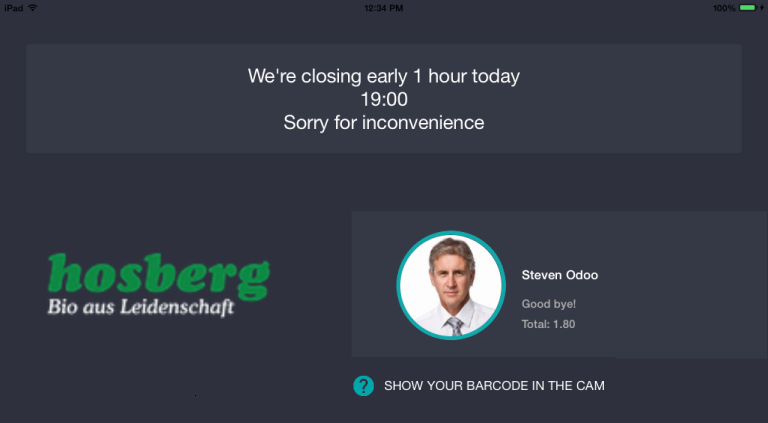 iPad 12:34 PM 100%
We're closing early 1 hour today
19:00
Sorry for inconvenience
hosberg
Bio aus Leidenschaft
Steven Odoo
Good bye!
Total: 1.80
? SHOW YOUR BARCODE IN THE CAM